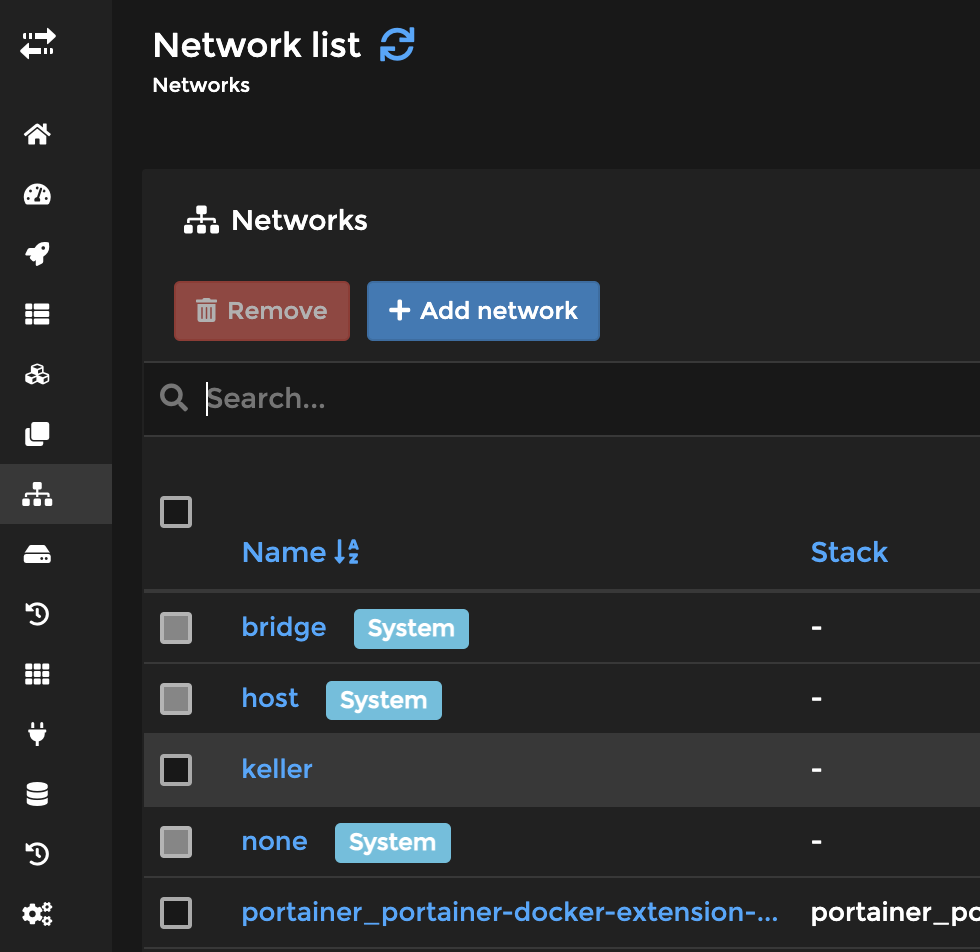 Network list
Networks
Networks
Remove
Add network
Search...
Name
Stack
bridge System -
host System -
keller -
none System -
portainer_portainer-docker-extension-... portainer_po